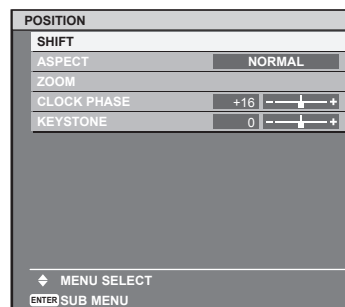 POSITION
SHIFT
ASPECT NORMAL
ZOOM
CLOCK PHASE +16 - +
KEYSTONE 0 - +
MENU SELECT
ENTER SUB MENU